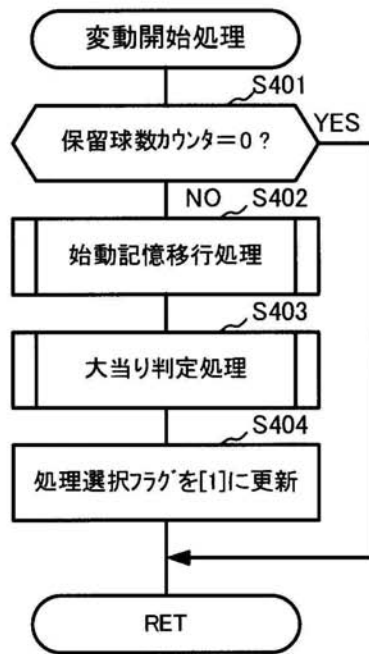 変動開始処理
S401
保留球数カウンタ=0?
YES
NO
S402
始動記憶移行処理
S403
大当り判定処理
S404
処理選択フラグを[1]に更新
RET